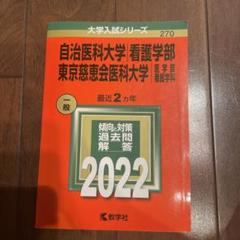 大学入試シリーズ
270
自治医科大学 看護学部
東京慈恵会医科大学 医学部 看護学科
最近2カ年
一般
傾向と対策
過去問
解答
2022
教学社